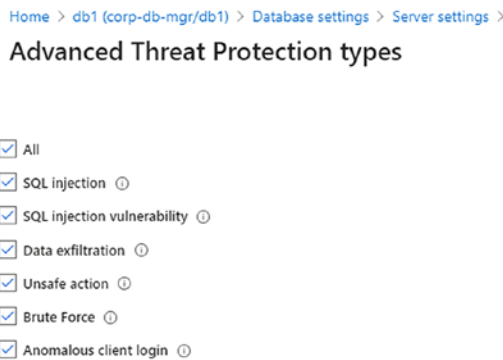 Home > db1 (corp-db-mgr/db1) > Database settings > Server settings >
Advanced Threat Protection types
All
SQL injection
SQL injection vulnerability
Data exfiltration
Unsafe action
Brute Force
Anomalous client login